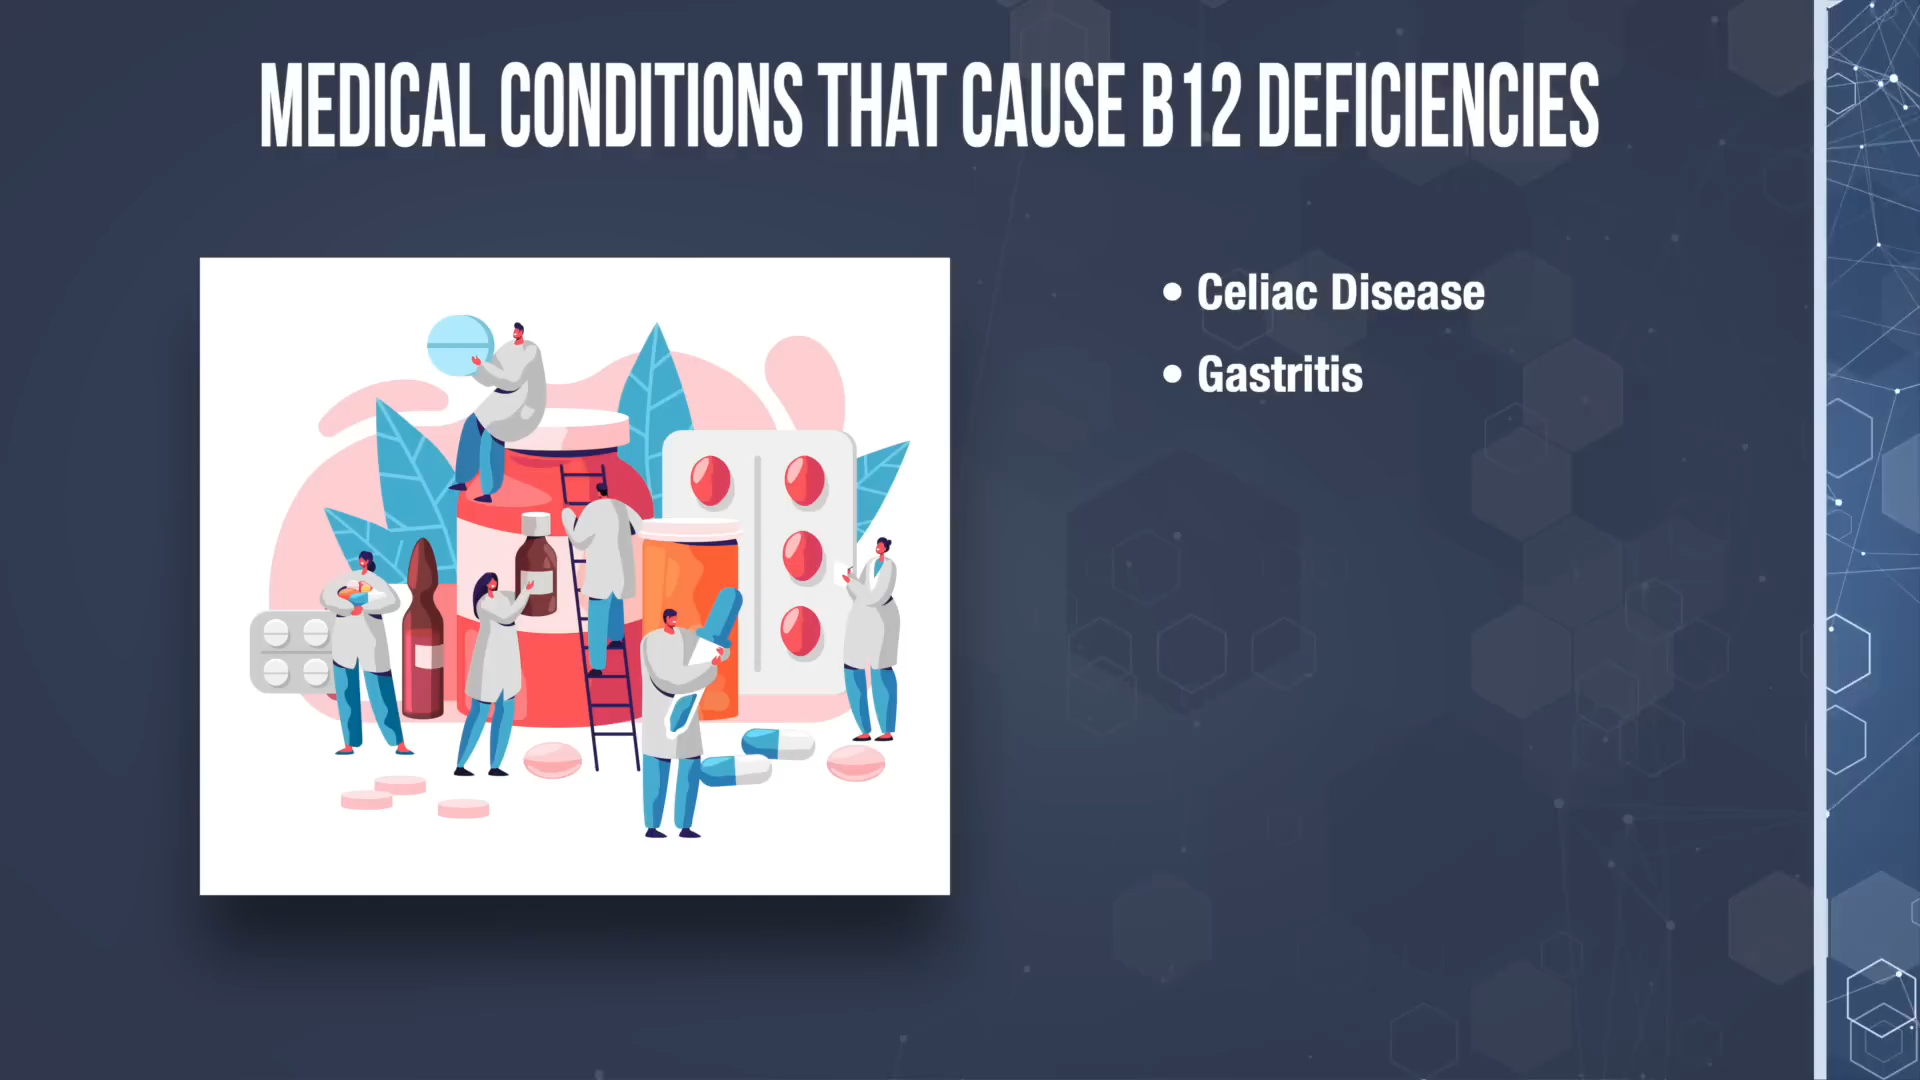 MEDICAL CONDITIONS THAT CAUSE B12 DEFICIENCIES
• Celiac Disease
• Gastritis